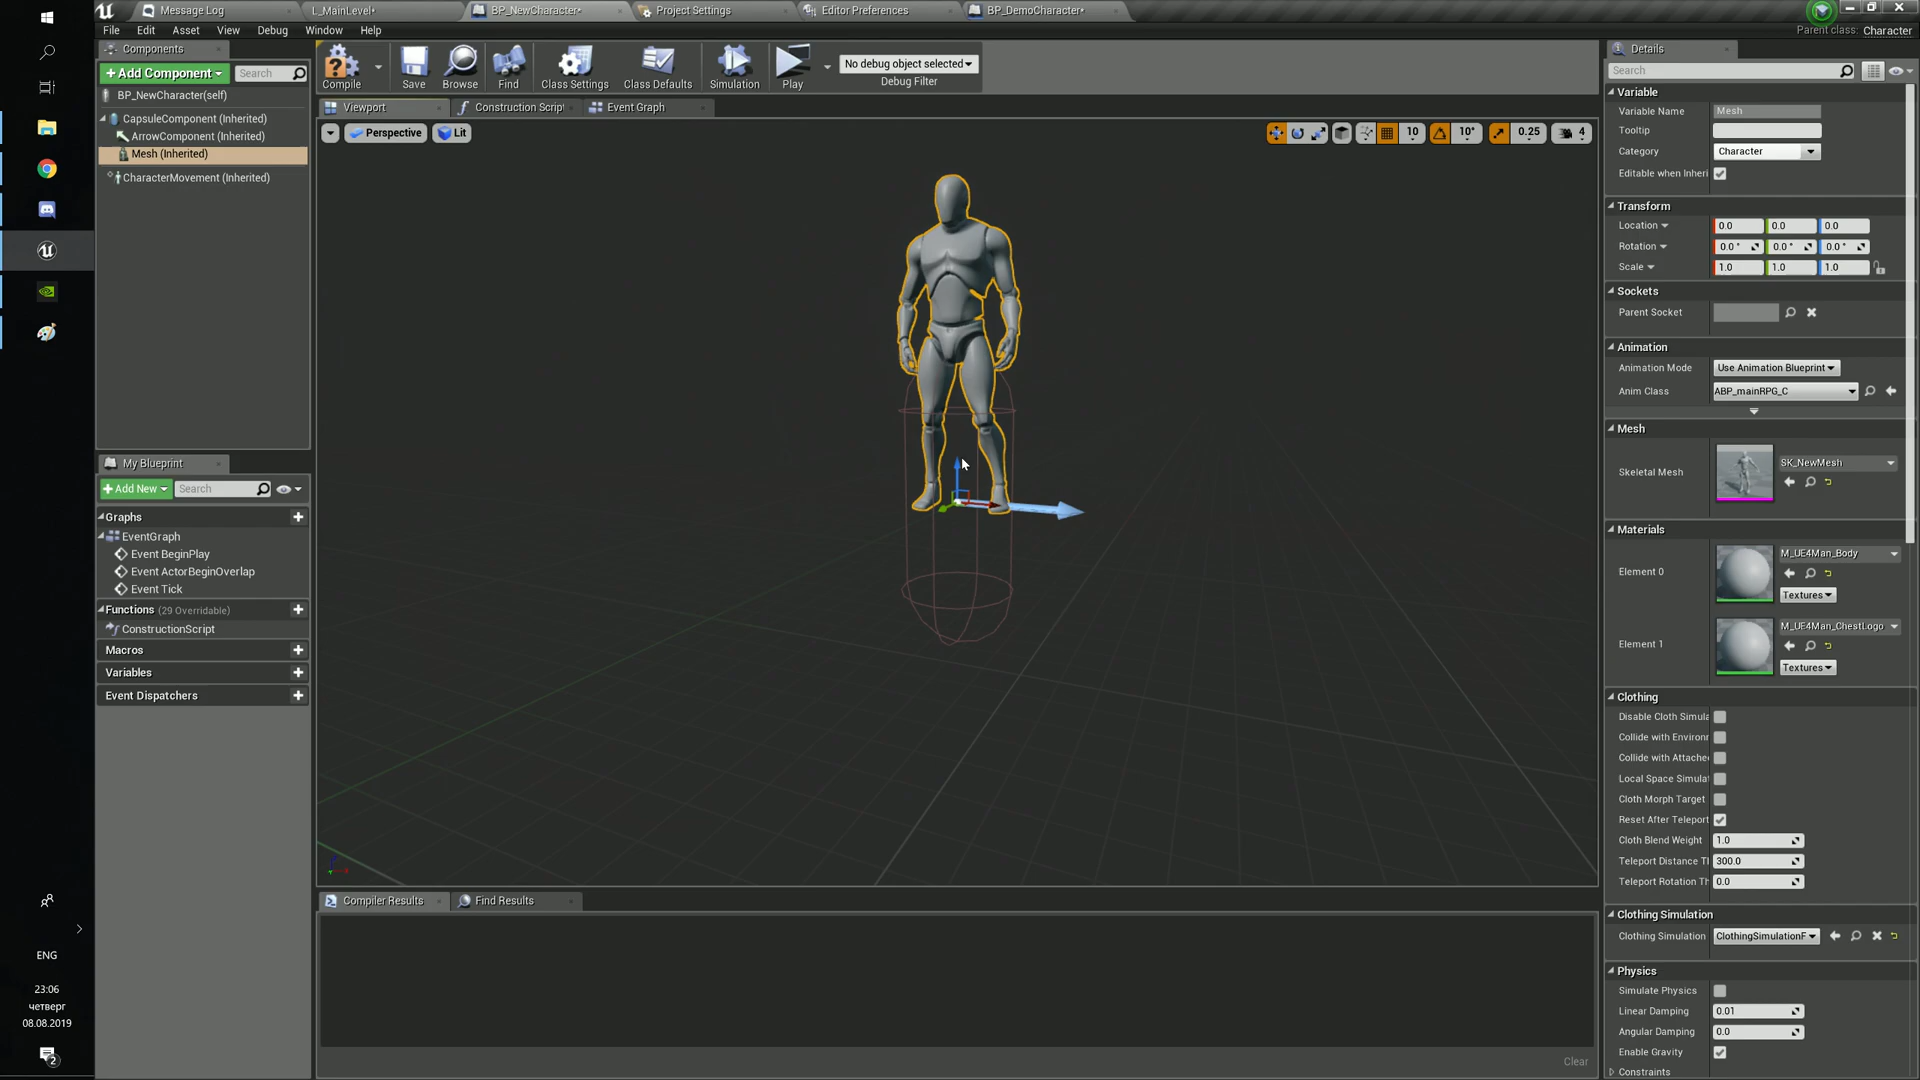 Message Log
L_MainLevel•
BP_NewCharacter•
Project Settings
Editor Preferences
BP_DemoCharacter•
File Edit Asset View Debug Window Help
Parent class: Character
Components
+ Add Component
Search
BP_NewCharacter(self)
CapsuleComponent (Inherited)
ArrowComponent (Inherited)
Mesh (Inherited)
CharacterMovement (Inherited)
Compile
Save
Browse
Find
Class Settings
Class Defaults
Simulation
Play
No debug object selected
Debug Filter
Viewport
Construction Scrip
Event Graph
Perspective
Lit
10
10°
0.25
4
My Blueprint
+ Add New
Search
Graphs
EventGraph
Event BeginPlay
Event ActorBeginOverlap
Event Tick
Functions (29 Overridable)
ConstructionScript
Macros
Variables
Event Dispatchers
Compiler Results
Find Results
Clear
Details
Search
Variable
Variable Name Mesh
Tooltip
Category Character
Editable when Inheri
Transform
Location 0.0 0.0 0.0
Rotation 0.0 ° 0.0 ° 0.0 °
Scale 1.0 1.0 1.0
Sockets
Parent Socket
Animation
Animation Mode Use Animation Blueprint
Anim Class ABP_mainRPG_C
Mesh
Skeletal Mesh SK_NewMesh
Materials
Element 0 M_UE4Man_Body
Textures
Element 1 M_UE4Man_ChestLogo
Textures
Clothing
Disable Cloth Simula
Collide with Environr
Collide with Attache
Local Space Simulat
Cloth Morph Target
Reset After Teleport
Cloth Blend Weight 1.0
Teleport Distance Tl 300.0
Teleport Rotation Th 0.0
Clothing Simulation
Clothing Simulation ClothingSimulationF
Physics
Simulate Physics
Linear Damping 0.01
Angular Damping 0.0
Enable Gravity
Constraints
ENG
23:06
четверг
08.08.2019
2